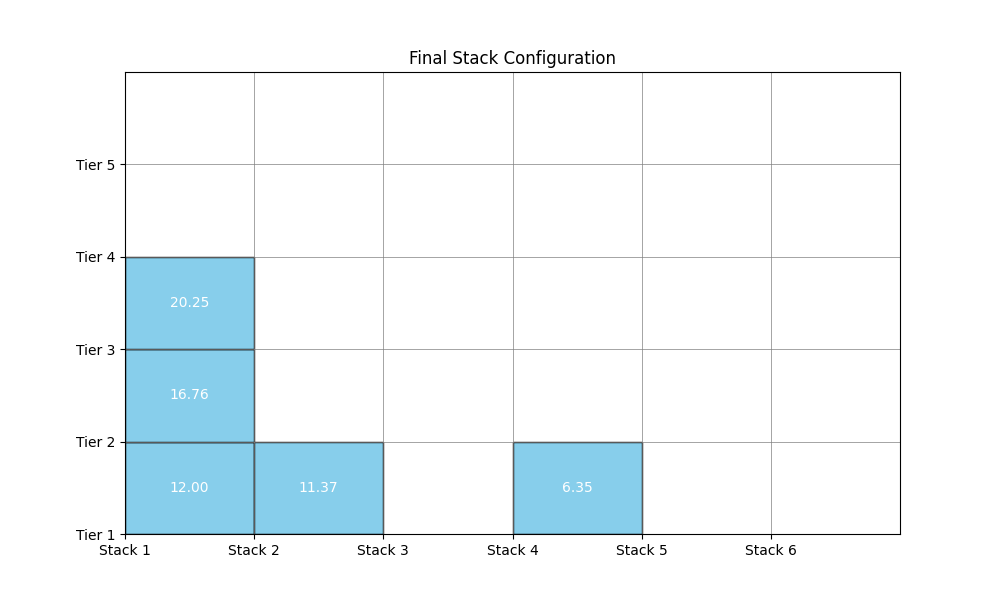 Final Stack Configuration
Tier 5
Tier 4
20.25
Tier 3
16.76
Tier 2
12.00 11.37 6.35
Tier 1
Stack 1 Stack 2 Stack 3 Stack 4 Stack 5 Stack 6